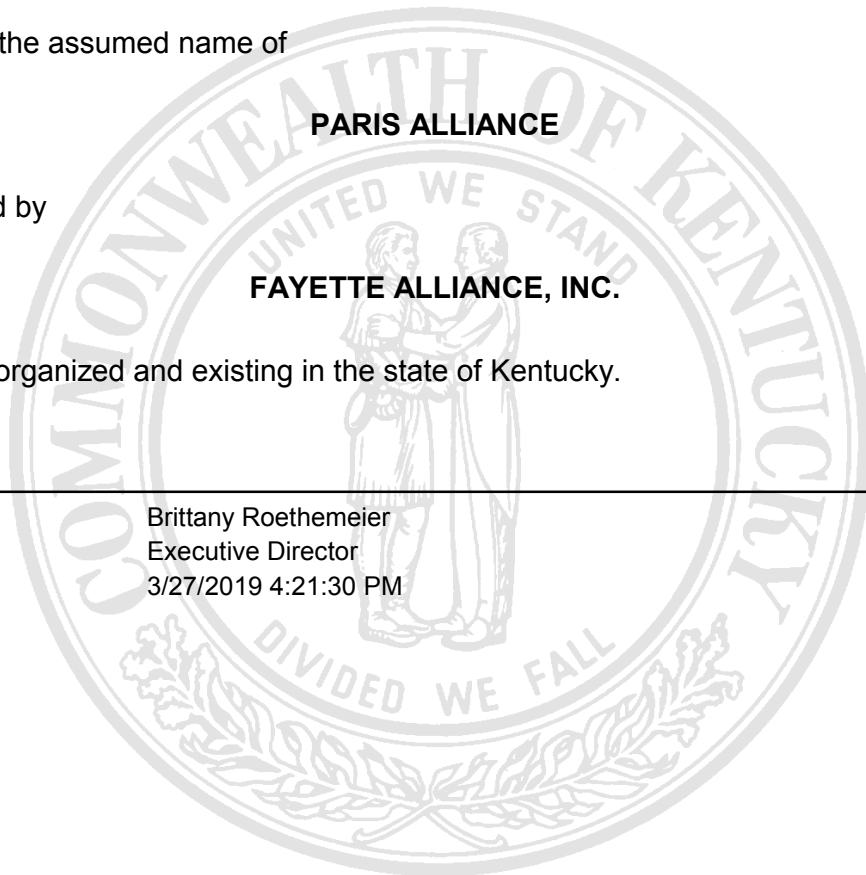 the assumed name of
PARIS ALLIANCE
d by
FAYETTE ALLIANCE, INC.
organized and existing in the state of Kentucky.
Brittany Roethemeier
Executive Director
3/27/2019 4:21:30 PM
COMMONWEALTH OF KENTUCKY
UNITED WE STAND
DIVIDED WE FALL